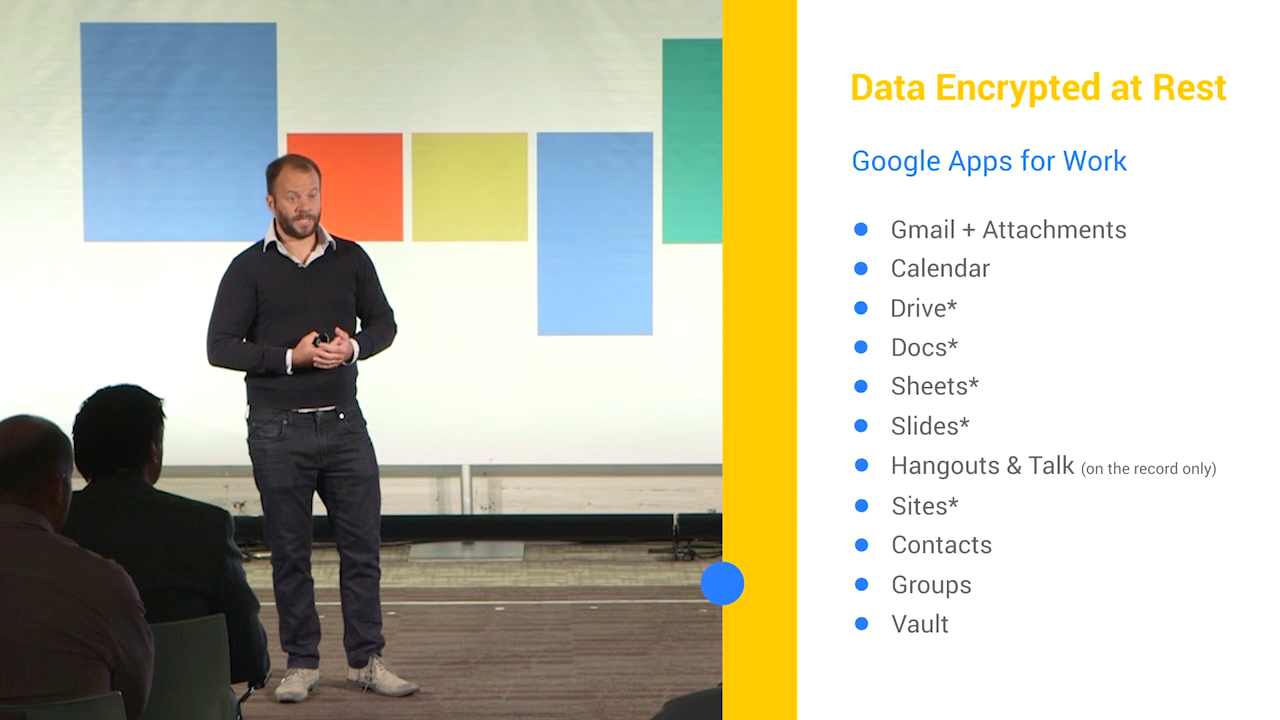 Data Encrypted at Rest
Google Apps for Work
Gmail + Attachments
Calendar
Drive*
Docs*
Sheets*
Slides*
Hangouts & Talk (on the record only)
Sites*
Contacts
Groups
Vault